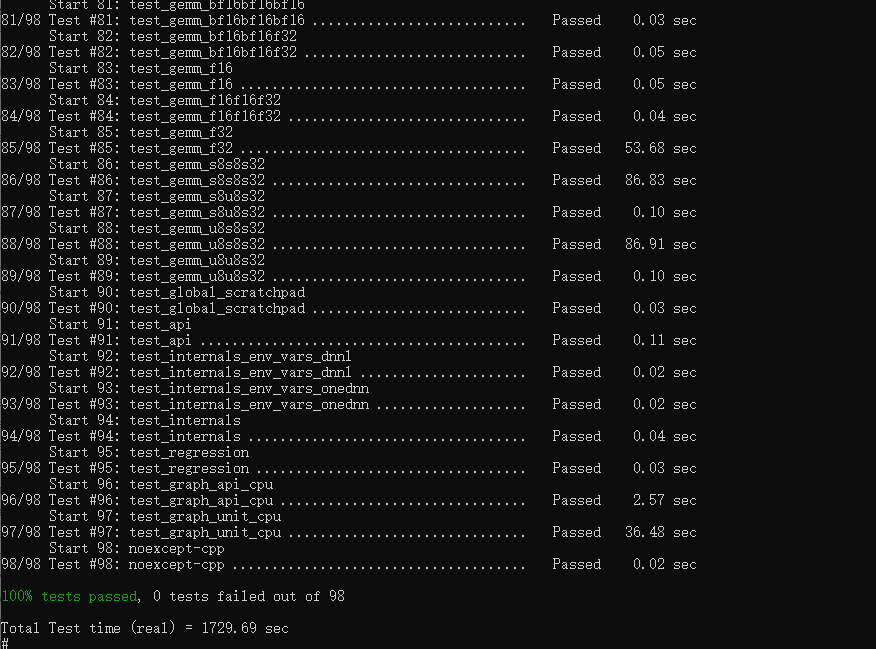 Start 81: test_gemm_bf16bf16bf16
81/98 Test #81: test_gemm_bf16bf16bf16 ........................... Passed 0.03 sec
Start 82: test_gemm_bf16bf16f32
82/98 Test #82: test_gemm_bf16bf16f32 ............................ Passed 0.05 sec
Start 83: test_gemm_f16
83/98 Test #83: test_gemm_f16 .................................... Passed 0.05 sec
Start 84: test_gemm_f16f16f32
84/98 Test #84: test_gemm_f16f16f32 .............................. Passed 0.04 sec
Start 85: test_gemm_f32
85/98 Test #85: test_gemm_f32 .................................... Passed 53.68 sec
Start 86: test_gemm_s8s8s32
86/98 Test #86: test_gemm_s8s8s32 ................................ Passed 86.83 sec
Start 87: test_gemm_s8u8s32
87/98 Test #87: test_gemm_s8u8s32 ................................ Passed 0.10 sec
Start 88: test_gemm_u8s8s32
88/98 Test #88: test_gemm_u8s8s32 ................................ Passed 86.91 sec
Start 89: test_gemm_u8u8s32
89/98 Test #89: test_gemm_u8u8s32 ................................ Passed 0.10 sec
Start 90: test_global_scratchpad
90/98 Test #90: test_global_scratchpad ........................... Passed 0.03 sec
Start 91: test_api
91/98 Test #91: test_api ......................................... Passed 0.11 sec
Start 92: test_internals_env_vars_dnnl
92/98 Test #92: test_internals_env_vars_dnnl ..................... Passed 0.02 sec
Start 93: test_internals_env_vars_onednn
93/98 Test #93: test_internals_env_vars_onednn ................... Passed 0.02 sec
Start 94: test_internals
94/98 Test #94: test_internals ................................... Passed 0.04 sec
Start 95: test_regression
95/98 Test #95: test_regression .................................. Passed 0.03 sec
Start 96: test_graph_api_cpu
96/98 Test #96: test_graph_api_cpu ............................... Passed 2.57 sec
Start 97: test_graph_unit_cpu
97/98 Test #97: test_graph_unit_cpu .............................. Passed 36.48 sec
Start 98: noexcept-cpp
98/98 Test #98: noexcept-cpp ..................................... Passed 0.02 sec
100% tests passed, 0 tests failed out of 98
Total Test time (real) = 1729.69 sec
#